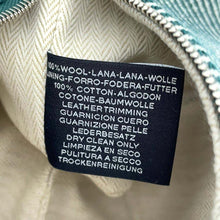 100%WOOL-LANA-LANA-WOLLE
LINING-FORRO-FODERA-FUTTER
100% COTTON-ALGODON
COTONE-BAUMWOLLE
LEATHER TRIMMING
GUARNICION CUERO
GUARNIZIONE IN PELLE
LEDERBESATZ
DRY CLEAN ONLY
LIMPIEZA EN SECO
PULITURA A SECCO
TROCKENREINIGUNG